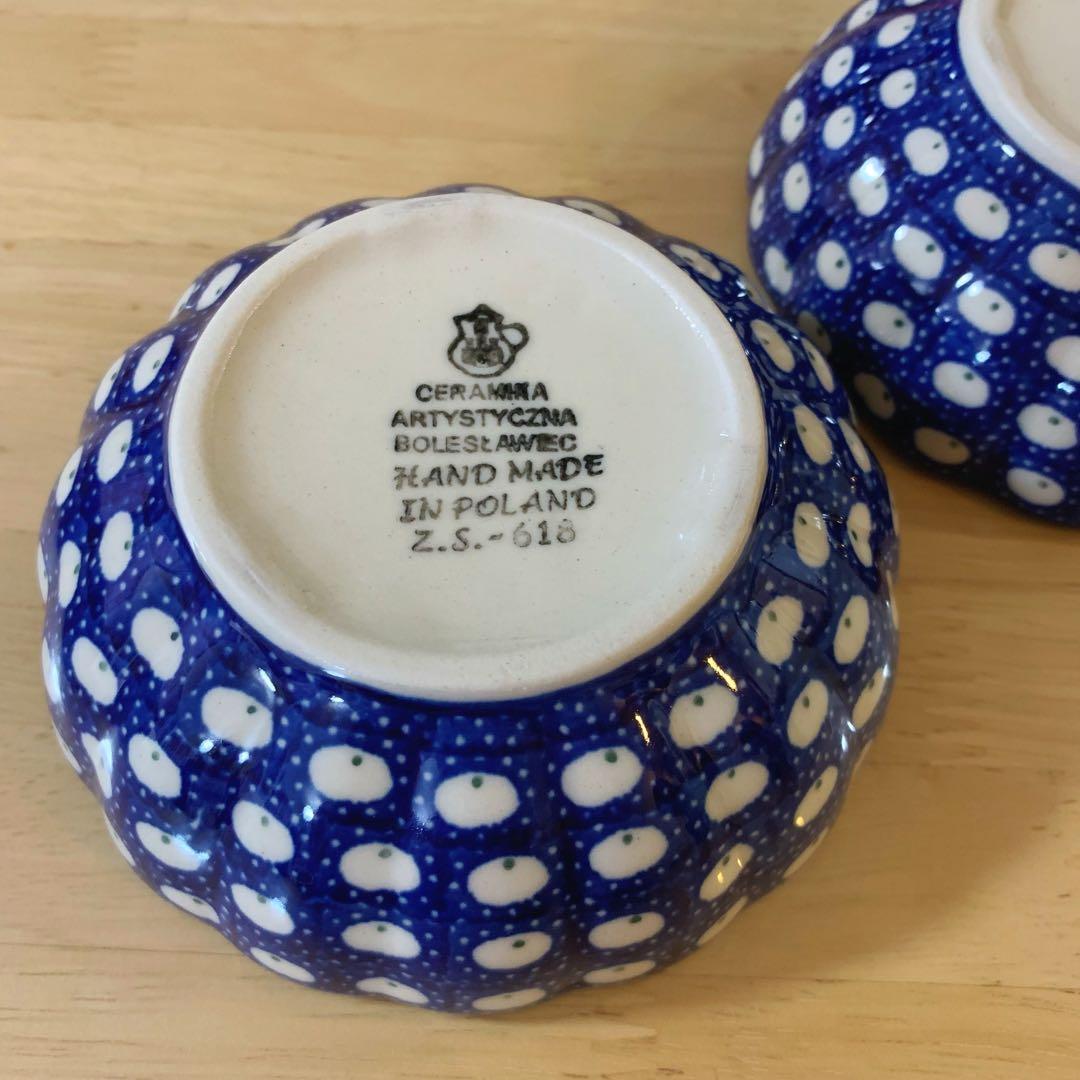 CERAMIKA
ARTYSTYCZNA
BOLESŁAWIEC
HAND MADE
IN POLAND
Z.S.-618